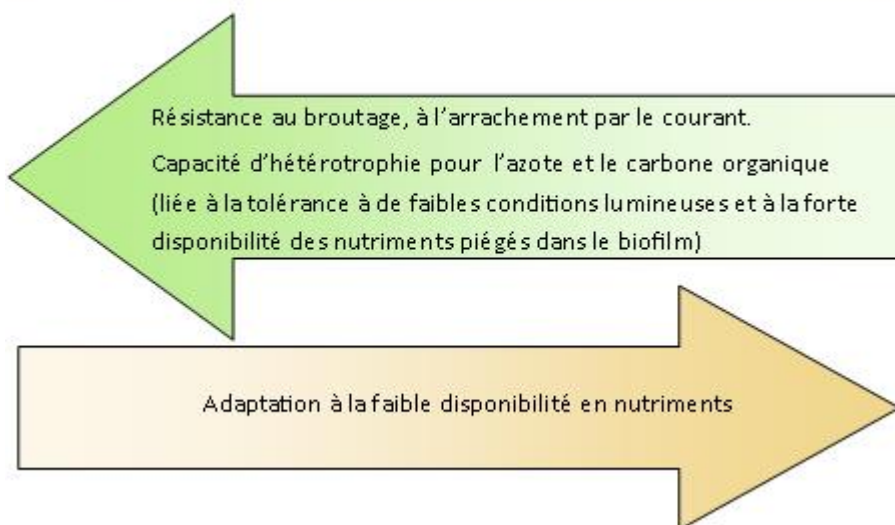 Résistance au broutage, à l'arrachement par le courant.
Capacité d'hétérotrophie pour l'azote et le carbone organique
(liée à la tolérance à de faibles conditions lumineuses et à la forte
disponibilité des nutriments piégés dans le biofilm)
Adaptation à la faible disponibilité en nutriments